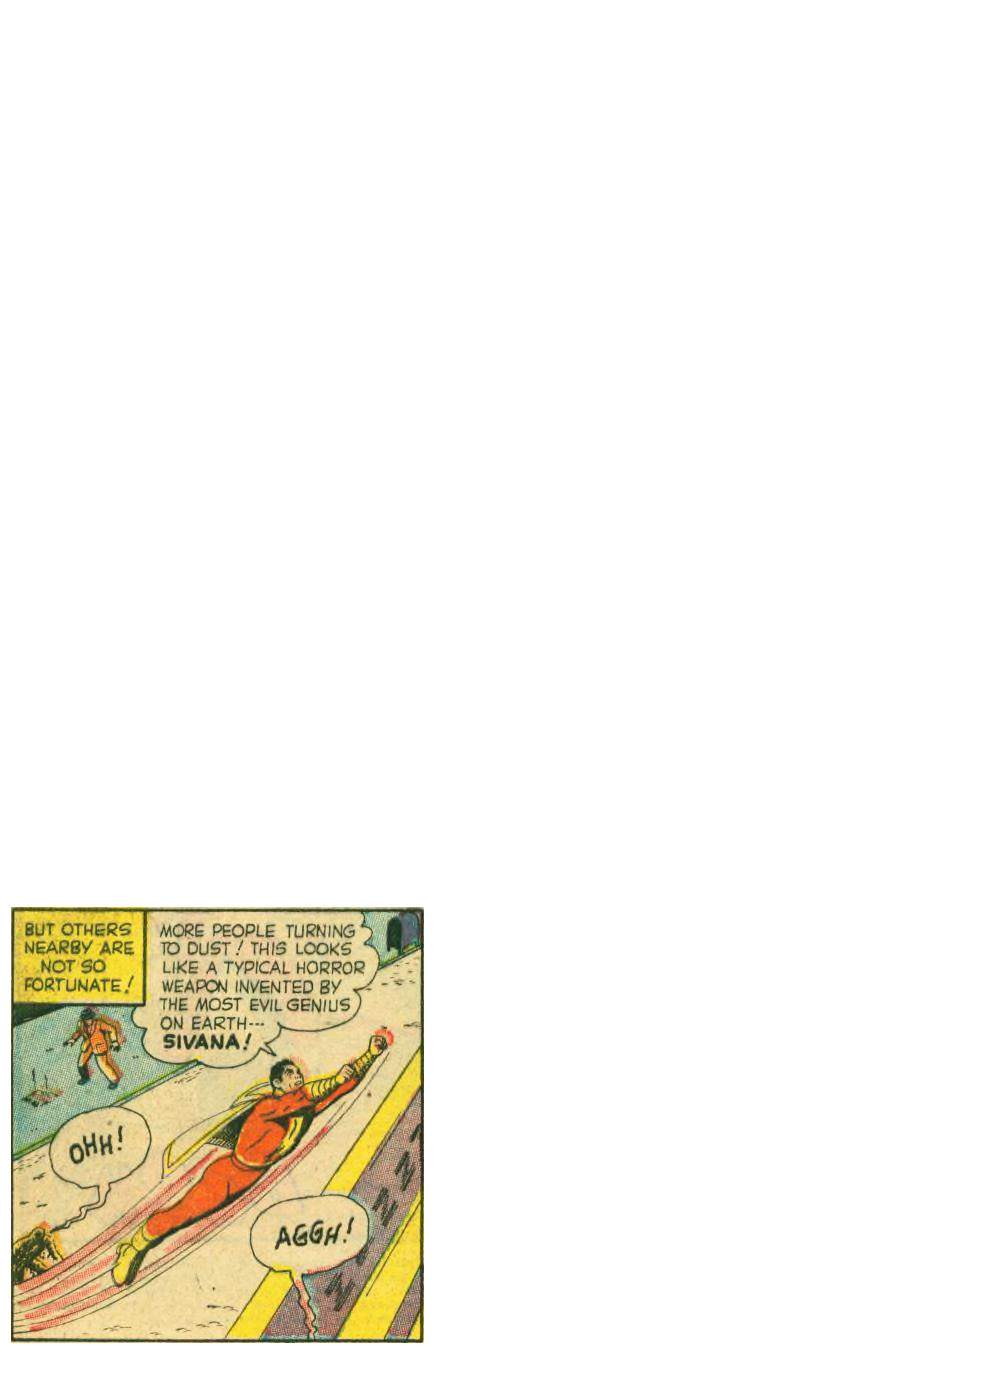 BUT OTHERS
NEARBY ARE
NOT SO
FORTUNATE!
MORE PEOPLE TURNING
TO DUST! THIS LOOKS
LIKE A TYPICAL HORROR
WEAPON INVENTED BY
THE MOST EVIL GENIUS
ON EARTH---
SIVANA!
OHH!
AGGH!